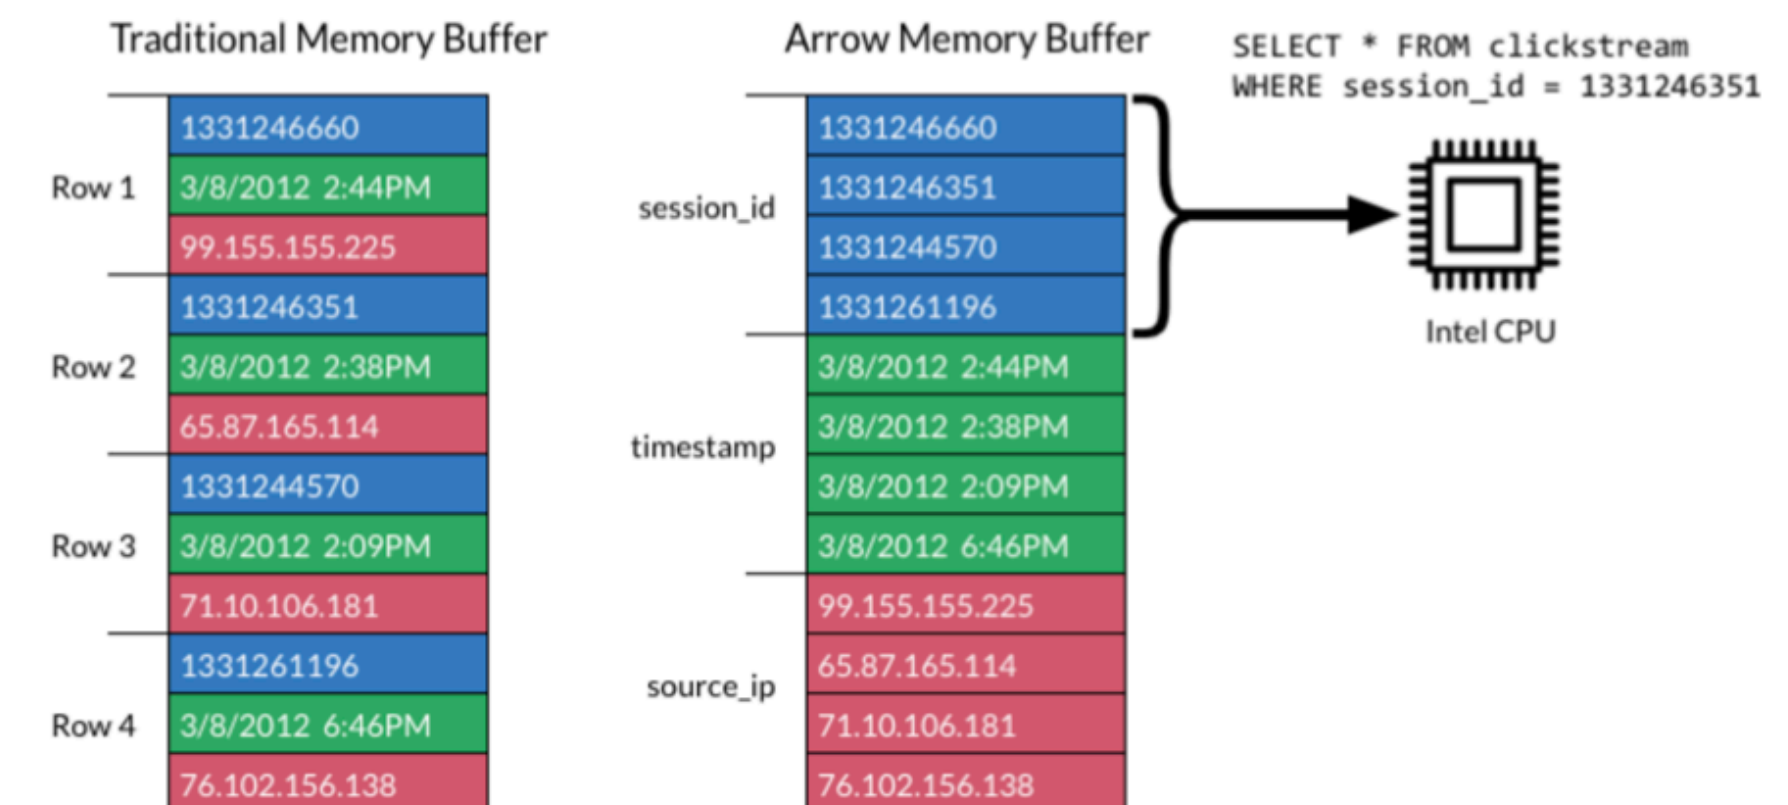 Traditional Memory Buffer
Row 1
1331246660
3/8/2012 2:44PM
99.155.155.225
Row 2
1331246351
3/8/2012 2:38PM
65.87.165.114
Row 3
1331244570
3/8/2012 2:09PM
71.10.106.181
Row 4
1331261196
3/8/2012 6:46PM
76.102.156.138
Arrow Memory Buffer
session_id
1331246660
1331246351
1331244570
1331261196
timestamp
3/8/2012 2:44PM
3/8/2012 2:38PM
3/8/2012 2:09PM
3/8/2012 6:46PM
source_ip
99.155.155.225
65.87.165.114
71.10.106.181
76.102.156.138
SELECT * FROM clickstream
WHERE session_id = 1331246351
Intel CPU